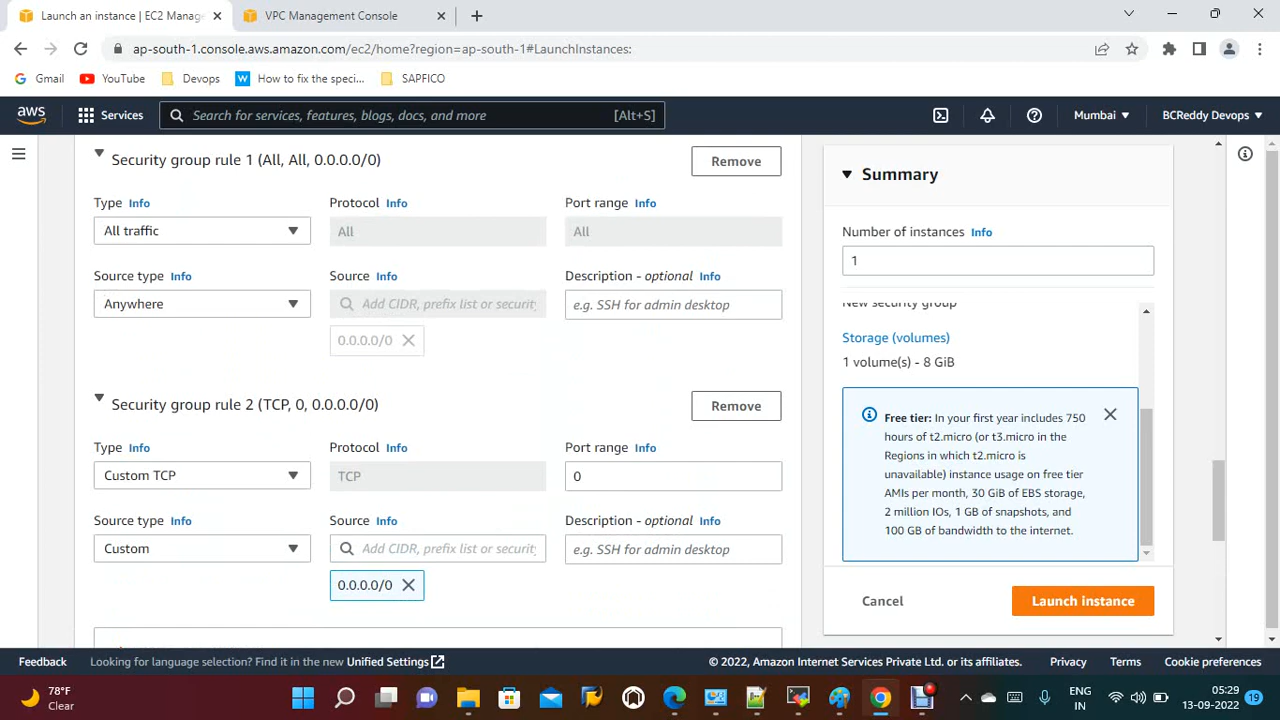 Launch an instance | EC2 Manag
VPC Management Console
ap-south-1.console.aws.amazon.com/ec2/home?region=ap-south-1#LaunchInstances:
Gmail
YouTube
Devops
How to fix the speci...
SAPFICO
aws
Services
Search for services, features, blogs, docs, and more
[Alt+S]
Mumbai
BCReddy Devops
Security group rule 1 (All, All, 0.0.0.0/0)
Remove
Type Info
Protocol Info
Port range Info
All traffic
All
All
Source type Info
Source Info
Description - optional Info
Anywhere
Add CIDR, prefix list or security
e.g. SSH for admin desktop
0.0.0.0/0
Security group rule 2 (TCP, 0, 0.0.0.0/0)
Remove
Type Info
Protocol Info
Port range Info
Custom TCP
TCP
0
Source type Info
Source Info
Description - optional Info
Custom
Add CIDR, prefix list or security
e.g. SSH for admin desktop
0.0.0.0/0
Summary
Number of instances Info
1
New security group
Storage (volumes)
1 volume(s) - 8 GiB
Free tier: In your first year includes 750
hours of t2.micro (or t3.micro in the
Regions in which t2.micro is
unavailable) instance usage on free tier
AMIs per month, 30 GiB of EBS storage,
2 million IOs, 1 GB of snapshots, and
100 GB of bandwidth to the internet.
Cancel
Launch instance
Feedback
Looking for language selection? Find it in the new Unified Settings
© 2022, Amazon Internet Services Private Ltd. or its affiliates.
Privacy
Terms
Cookie preferences
78°F
Clear
ENG
IN
05:29
13-09-2022
19